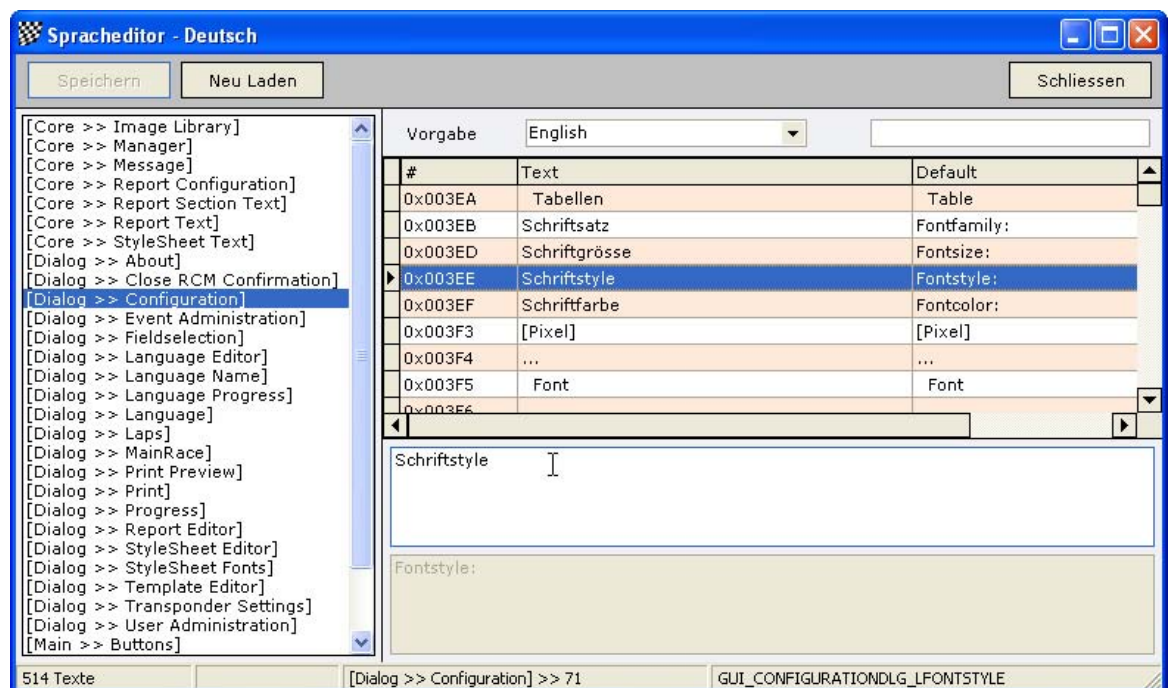 Spracheditor - Deutsch
Speichern
Neu Laden
Schliessen
[Core >> Image Library]
[Core >> Manager]
[Core >> Message]
[Core >> Report Configuration]
[Core >> Report Section Text]
[Core >> Report Text]
[Core >> StyleSheet Text]
[Dialog >> About]
[Dialog >> Close RCM Confirmation]
[Dialog >> Configuration]
[Dialog >> Event Administration]
[Dialog >> Fieldselection]
[Dialog >> Language Editor]
[Dialog >> Language Name]
[Dialog >> Language Progress]
[Dialog >> Language]
[Dialog >> Laps]
[Dialog >> MainRace]
[Dialog >> Print Preview]
[Dialog >> Print]
[Dialog >> Progress]
[Dialog >> Report Editor]
[Dialog >> StyleSheet Editor]
[Dialog >> StyleSheet Fonts]
[Dialog >> Template Editor]
[Dialog >> Transponder Settings]
[Dialog >> User Administration]
[Main >> Buttons]
Vorgabe English
# Text Default
0x003EA Tabellen Table
0x003EB Schriftsatz Fontfamily:
0x003ED Schriftgrösse Fontsize:
0x003EE Schriftstyle Fontstyle:
0x003EF Schriftfarbe Fontcolor:
0x003F3 [Pixel] [Pixel]
0x003F4 ... ...
0x003F5 Font Font
0x003F6
Schriftstyle
Fontstyle:
514 Texte [Dialog >> Configuration] >> 71 GUI_CONFIGURATIONDLG_LFONTSTYLE